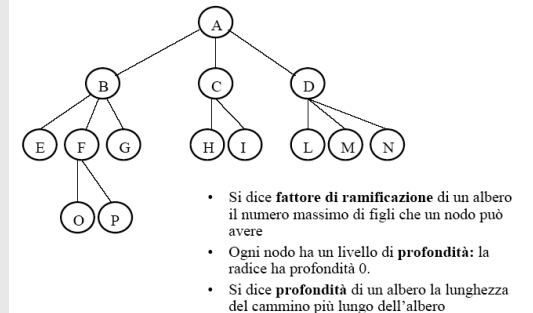 A
B C D
E F G H I L M N
O P
• Si dice fattore di ramificazione di un albero
il numero massimo di figli che un nodo può
avere
• Ogni nodo ha un livello di profondità: la
radice ha profondità 0.
• Si dice profondità di un albero la lunghezza
del cammino più lungo dell'albero